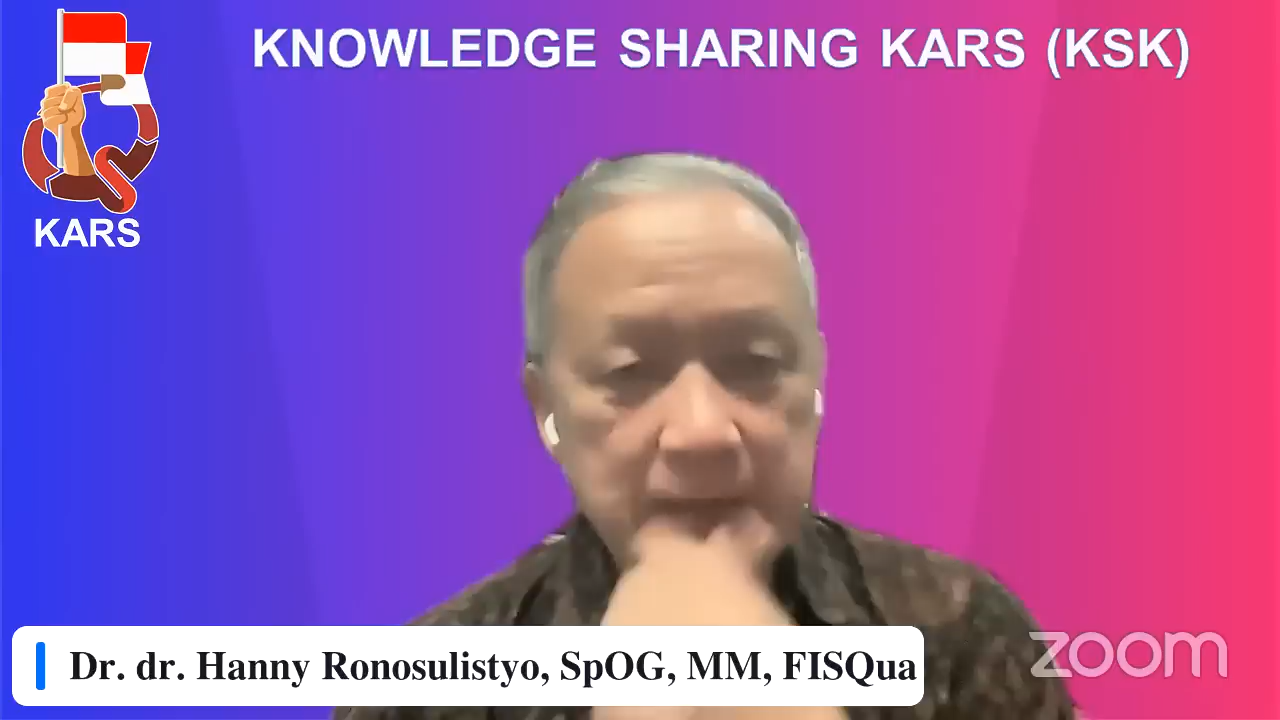 KNOWLEDGE SHARING KARS (KSK)
KARS
Dr. dr. Hanny Ronosulistyo, SpOG, MM, FISQua
zoom